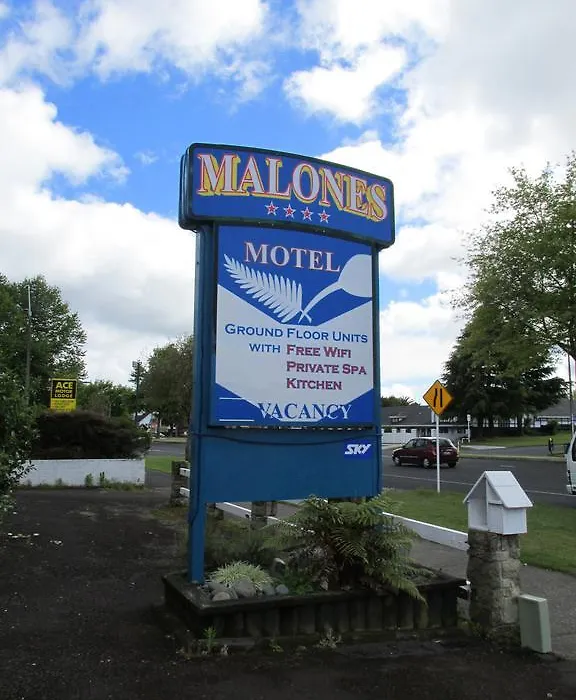 MALONES
MOTEL
GROUND FLOOR UNITS
WITH FREE WIFI
PRIVATE SPA
KITCHEN
VACANCY
SKY
ACE
MOTOR
LODGE